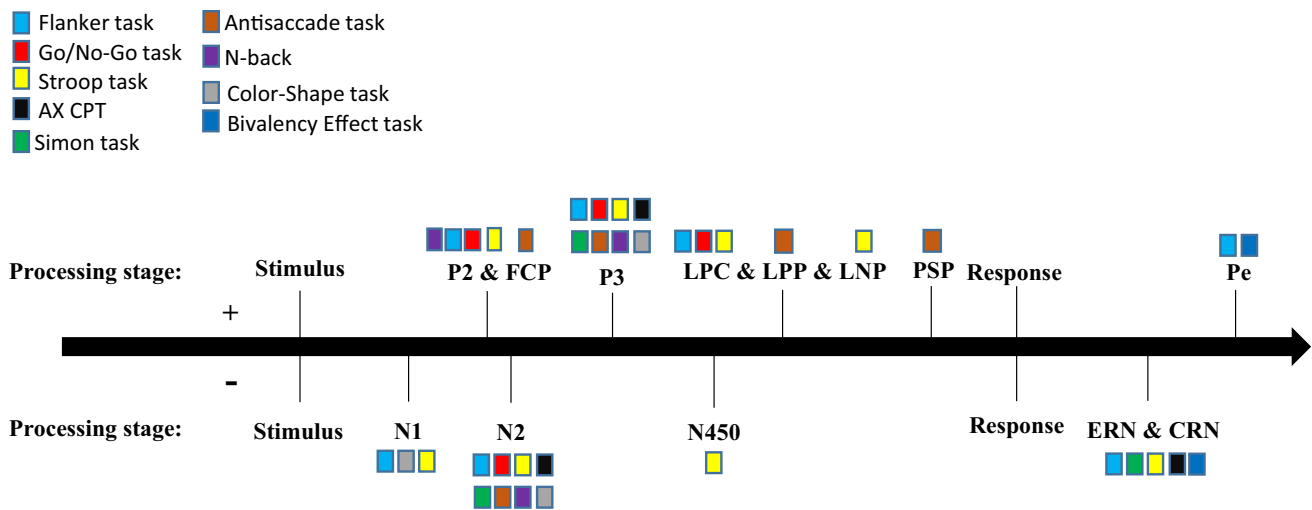 Flanker task
Go/No-Go task
Stroop task
AX CPT
Simon task
Antisaccade task
N-back
Color-Shape task
Bivalency Effect task
Processing stage: Stimulus P2 & FCP P3 LPC & LPP & LNP PSP Response Pe
+
-
Processing stage: Stimulus N1 N2 N450 Response ERN & CRN